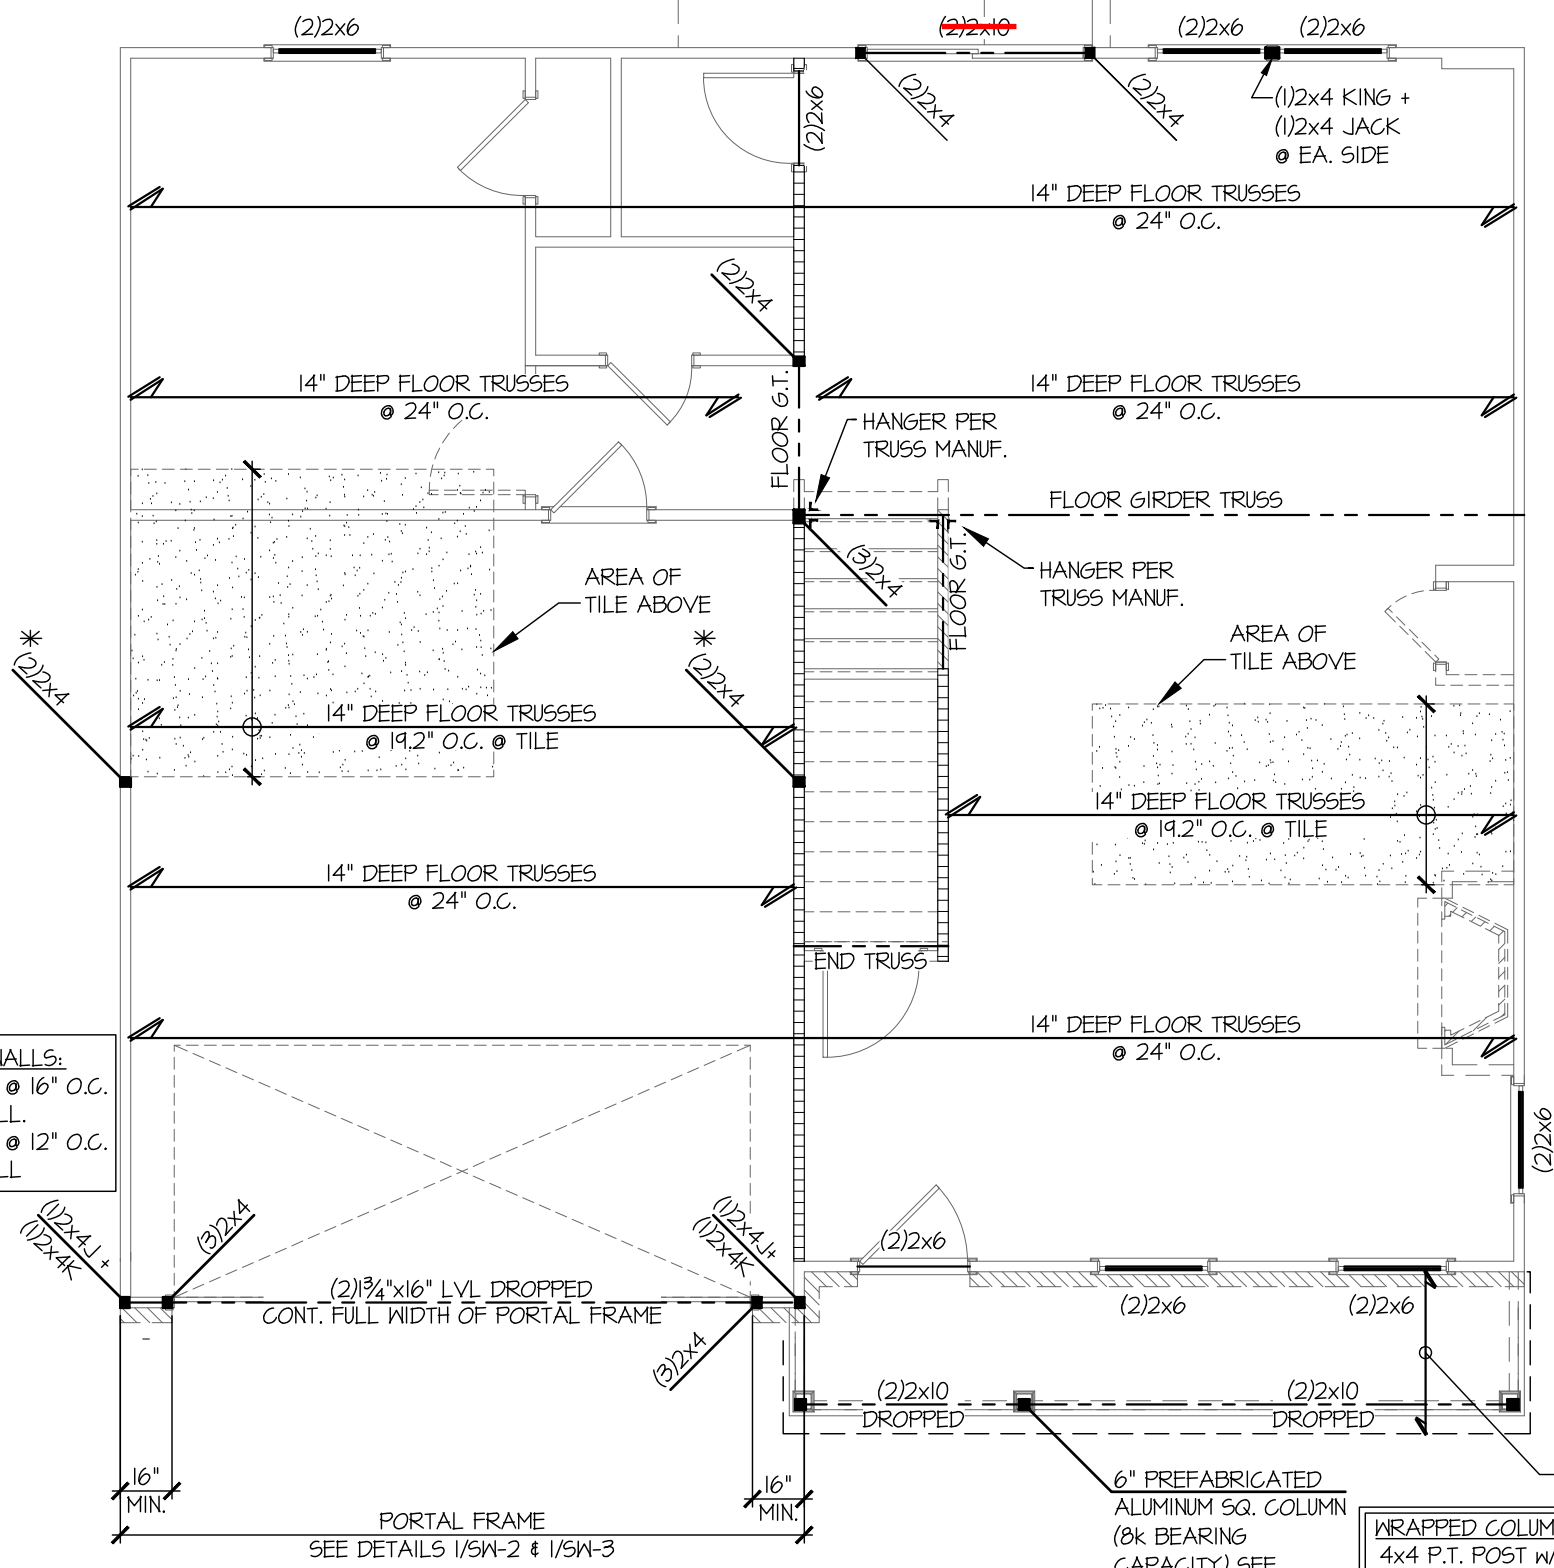 (2)2x6
(2)2x10
(2)2x6
(2)2x6
(2)2x6
(2)2x4
(2)2x4
(1)2x4 KING +
(1)2x4 JACK
@ EA. SIDE
14" DEEP FLOOR TRUSSES
@ 24" O.C.
(2)2x4
14" DEEP FLOOR TRUSSES
@ 24" O.C.
FLOOR G.T.
14" DEEP FLOOR TRUSSES
@ 24" O.C.
HANGER PER
TRUSS MANUF.
FLOOR GIRDER TRUSS
(3)2x4
FLOOR G.T.
HANGER PER
TRUSS MANUF.
AREA OF
TILE ABOVE
AREA OF
TILE ABOVE
*
(2)2x4
*
(2)2x4
14" DEEP FLOOR TRUSSES
@ 19.2" O.C. @ TILE
14" DEEP FLOOR TRUSSES
@ 19.2" O.C. @ TILE
14" DEEP FLOOR TRUSSES
@ 24" O.C.
END TRUSS
14" DEEP FLOOR TRUSSES
@ 24" O.C.
WALLS:
@ 16" O.C.
@ 12" O.C.
(2)2x6
(1)2x4J +
(1)2x4K
(3)2x4
(1)2x4J+
(1)2x4K
(2)2x6
(2)1¾"x16" LVL DROPPED
CONT. FULL WIDTH OF PORTAL FRAME
(3)2x4
(2)2x6
(2)2x6
(2)2x10
DROPPED
(2)2x10
DROPPED
16"
MIN.
16"
MIN.
PORTAL FRAME
SEE DETAILS 1/SW-2 & 1/SW-3
6" PREFABRICATED
ALUMINUM SQ. COLUMN
(8k BEARING
CAPACITY) SEE
WRAPPED COLUM
4x4 P.T. POST W/